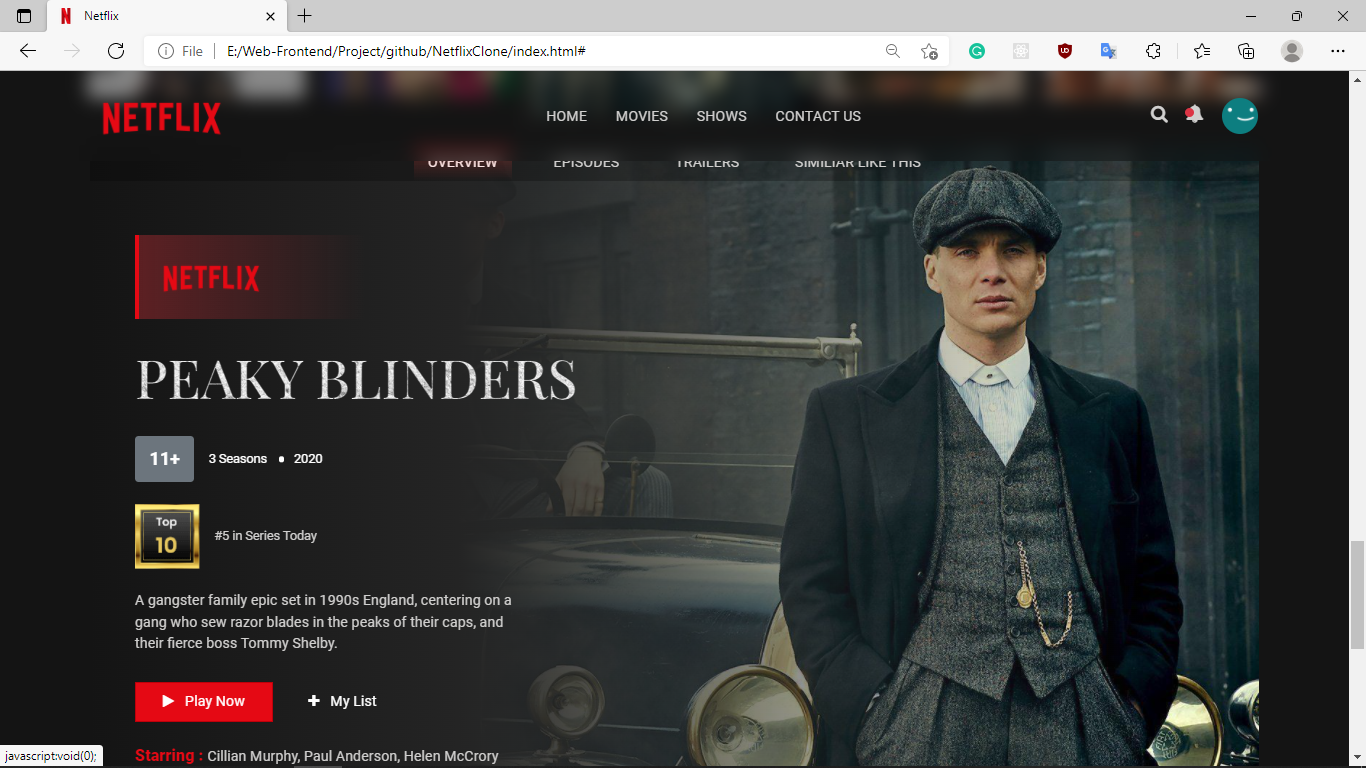 Netflix
File
E:/Web-Frontend/Project/github/NetflixClone/index.html#
NETFLIX
HOME MOVIES SHOWS CONTACT US
OVERVIEW EPISODES TRAILERS SIMILIAR LIKE THIS
NETFLIX
PEAKY BLINDERS
11+ 3 Seasons • 2020
Top
10
#5 in Series Today
A gangster family epic set in 1990s England, centering on a
gang who sew razor blades in the peaks of their caps, and
their fierce boss Tommy Shelby.
Play Now + My List
Starring : Cillian Murphy, Paul Anderson, Helen McCrory
javascript:void(0);